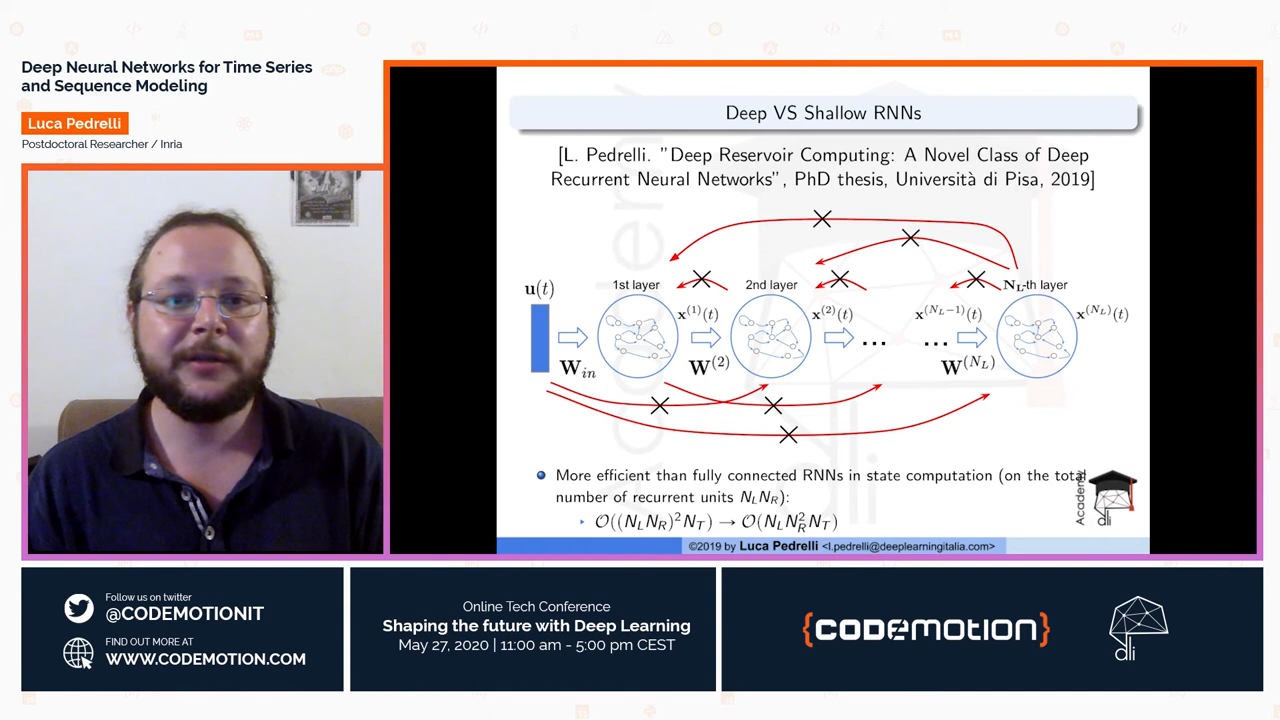 Deep Neural Networks for Time Series
and Sequence Modeling
Luca Pedrelli
Postdoctoral Researcher / Inria
Deep VS Shallow RNNs
[L. Pedrelli. "Deep Reservoir Computing: A Novel Class of Deep
Recurrent Neural Networks", PhD thesis, Università di Pisa, 2019]
u(t)
1st layer
2nd layer
N_L-th layer
x^(1)(t)
x^(2)(t)
x^(N_L−1)(t)
x^(N_L)(t)
... ...
W_in
W^(2)
W^(N_L)
More efficient than fully connected RNNs in state computation (on the total
number of recurrent units N_L N_R):
O((N_L N_R)^2 N_T) → O(N_L N_R^2 N_T)
Academy
dli
©2019 by Luca Pedrelli <l.pedrelli@deeplearningitalia.com>
Follow us on twitter
@CODEMOTIONIT
FIND OUT MORE AT
WWW.CODEMOTION.COM
Online Tech Conference
Shaping the future with Deep Learning
May 27, 2020 | 11:00 am - 5:00 pm CEST
{CODEMOTION}
dli